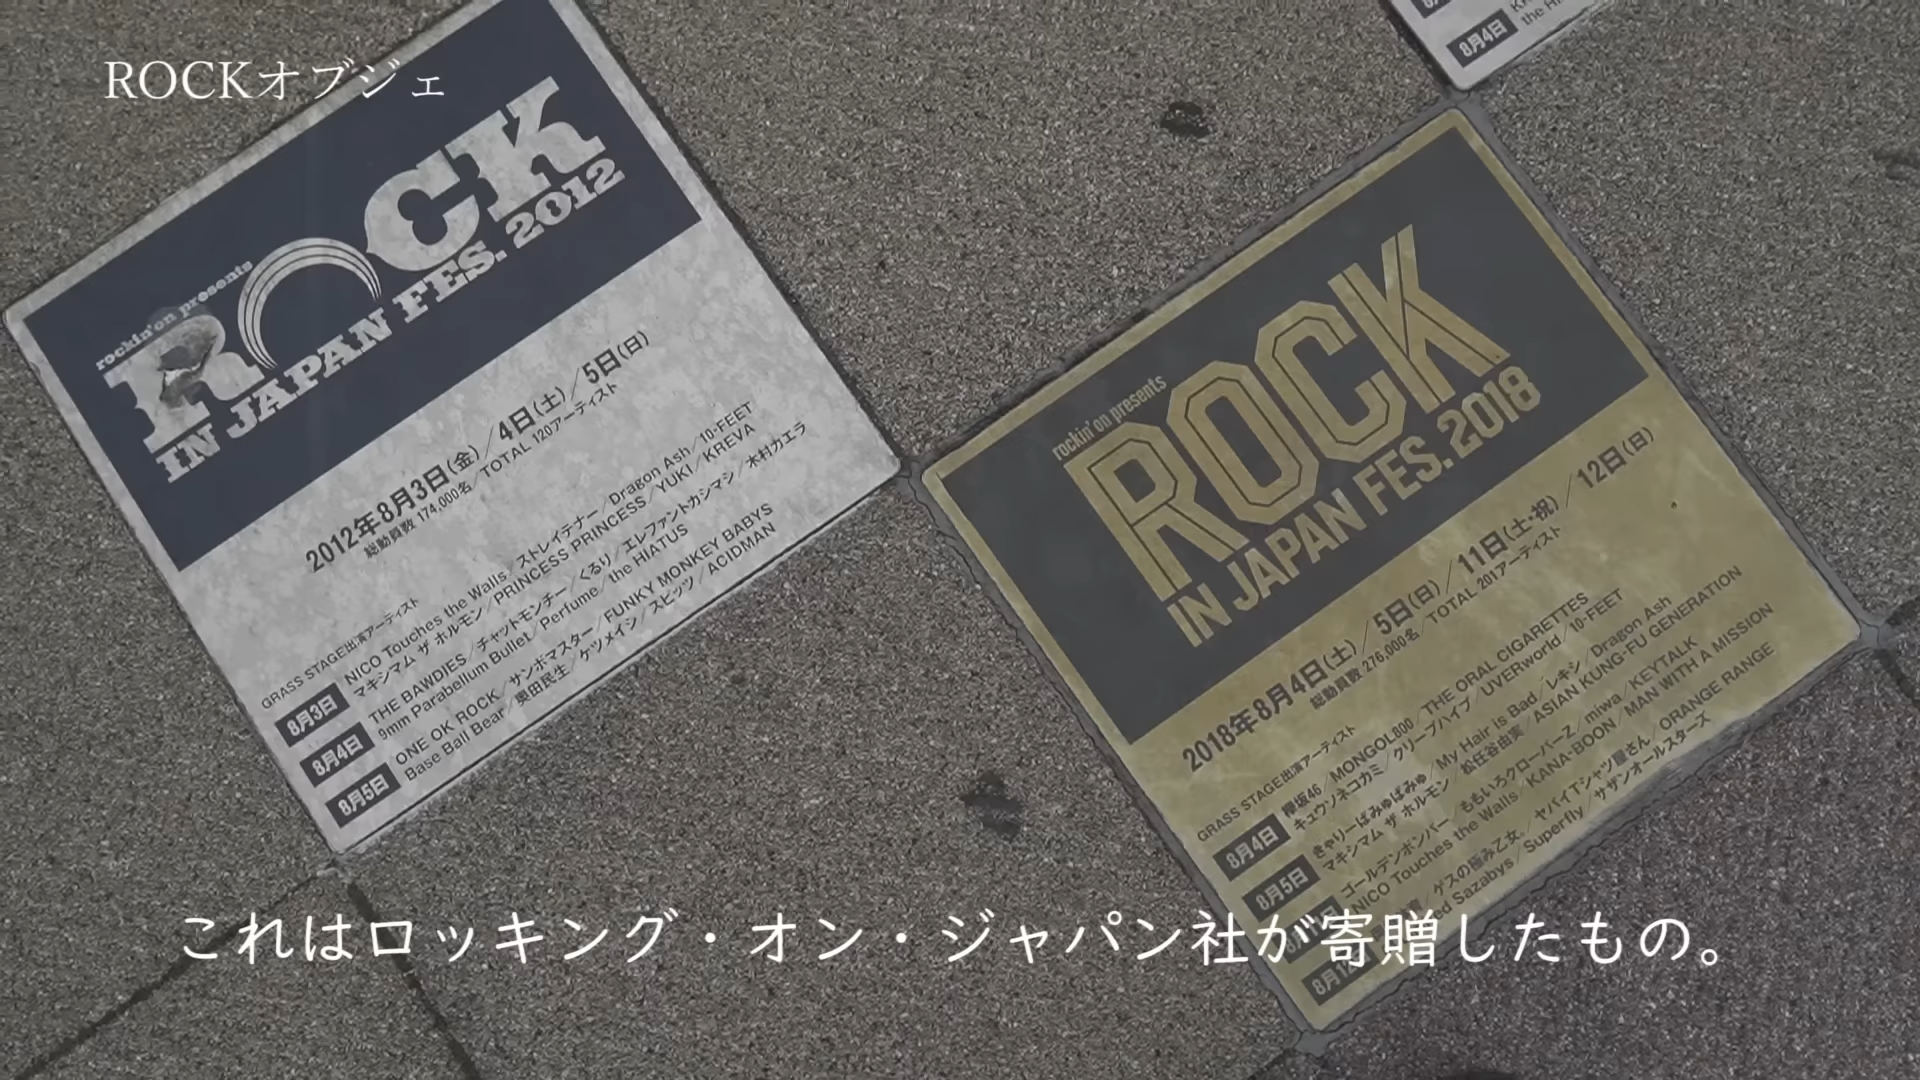 ROCKオブジェ
rockin'on presents
ROCK
IN JAPAN FES. 2012
2012年8月3日(金)/4日(土)/5日(日)
総動員数 174,000名/TOTAL 120アーティスト
GRASS STAGE出演アーティスト
8月3日
NICO Touches the Walls/ストレイテナー/Dragon Ash/10-FEET
マキシマム ザ ホルモン/PRINCESS PRINCESS/YUKI/KREVA
8月4日
THE BAWDIES/チャットモンチー/くるり/エレファントカシマシ/木村カエラ
9mm Parabellum Bullet/Perfume/the HIATUS
8月5日
ONE OK ROCK/サンボマスター/FUNKY MONKEY BABYS
Base Ball Bear/奥田民生/ケツメイシ/スピッツ/ACIDMAN
8月4日
the HI
rockin'on presents
ROCK
IN JAPAN FES. 2018
2018年8月4日(土)/5日(日)/11日(土・祝)/12日(日)
総動員数 276,000名/TOTAL 201アーティスト
GRASS STAGE出演アーティスト
8月4日
欅坂46/MONGOL800/THE ORAL CIGARETTES
キュウソネコカミ/クリープハイプ/UVERworld/10-FEET
8月5日
きゃりーぱみゅぱみゅ/My Hair is Bad/レキシ/Dragon Ash
マキシマム ザ ホルモン/松任谷由実/ASIAN KUNG-FU GENERATION
ゴールデンボンバー/ももいろクローバーZ/miwa/KEYTALK
NICO Touches the Walls/KANA-BOON/MAN WITH A MISSION
ゲスの極み乙女。/ヤバイTシャツ屋さん/ORANGE RANGE
Sazabys/Superfly/サザンオールスターズ
これはロッキング・オン・ジャパン社が寄贈したもの。